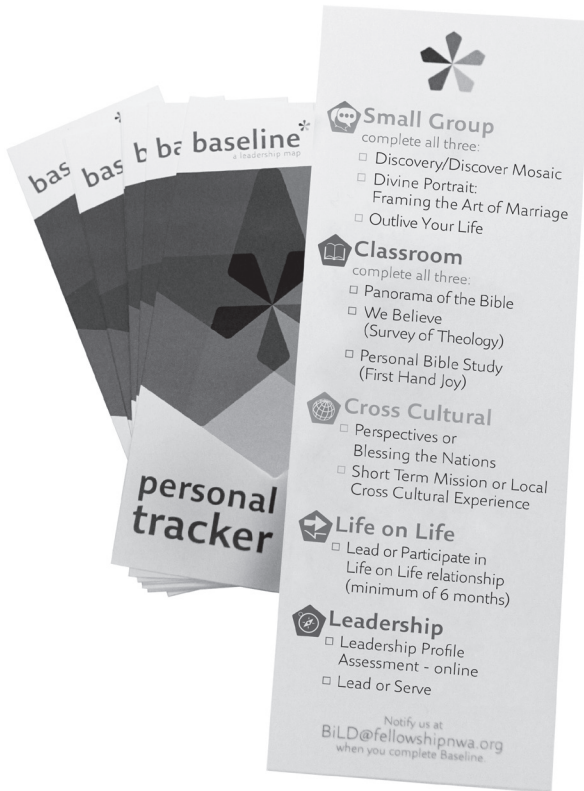 bas
bas
b
ba
baseline*
a leadership map
personal
tracker
Small Group
complete all three:
□ Discovery/Discover Mosaic
□ Divine Portrait:
Framing the Art of Marriage
□ Outlive Your Life
Classroom
complete all three:
□ Panorama of the Bible
□ We Believe
(Survey of Theology)
□ Personal Bible Study
(First Hand Joy)
Cross Cultural
□ Perspectives or
Blessing the Nations
□ Short Term Mission or Local
Cross Cultural Experience
Life on Life
□ Lead or Participate in
Life on Life relationship
(minimum of 6 months)
Leadership
□ Leadership Profile
Assessment - online
□ Lead or Serve
Notify us at
BiLD@fellowshipnwa.org
when you complete Baseline.